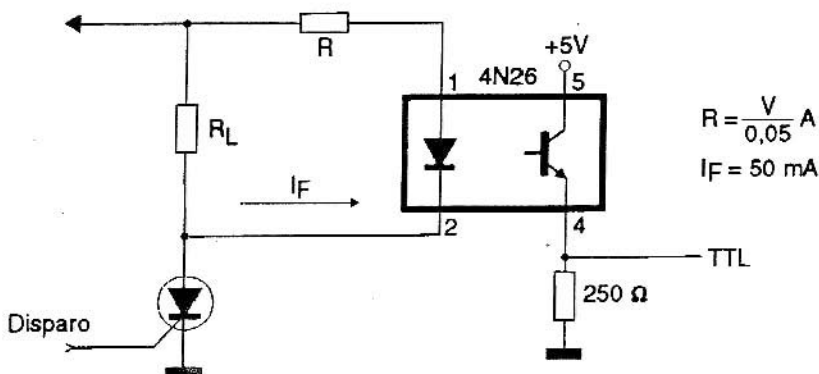 R
+5V
1
4N26
5
R_L
I_F
R = V/0,05 A
I_F = 50 mA
2
4
TTL
250 Ω
Disparo